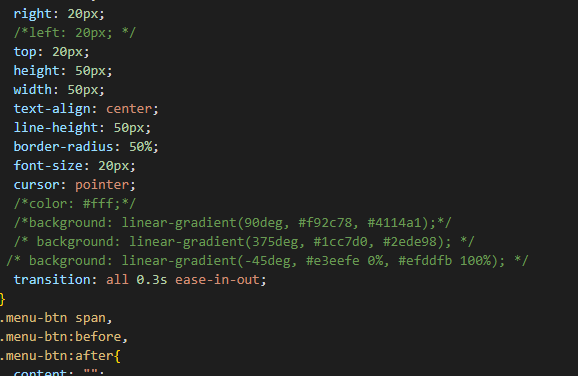 right: 20px;
/*left: 20px; */
top: 20px;
height: 50px;
width: 50px;
text-align: center;
line-height: 50px;
border-radius: 50%;
font-size: 20px;
cursor: pointer;
/*color: #fff;*/
/*background: linear-gradient(90deg, #f92c78, #4114a1);*/
/* background: linear-gradient(375deg, #1cc7d0, #2ede98); */
/* background: linear-gradient(-45deg, #e3eefe 0%, #efddfb 100%); */
transition: all 0.3s ease-in-out;
}
.menu-btn span,
.menu-btn:before,
.menu-btn:after{
content: "";